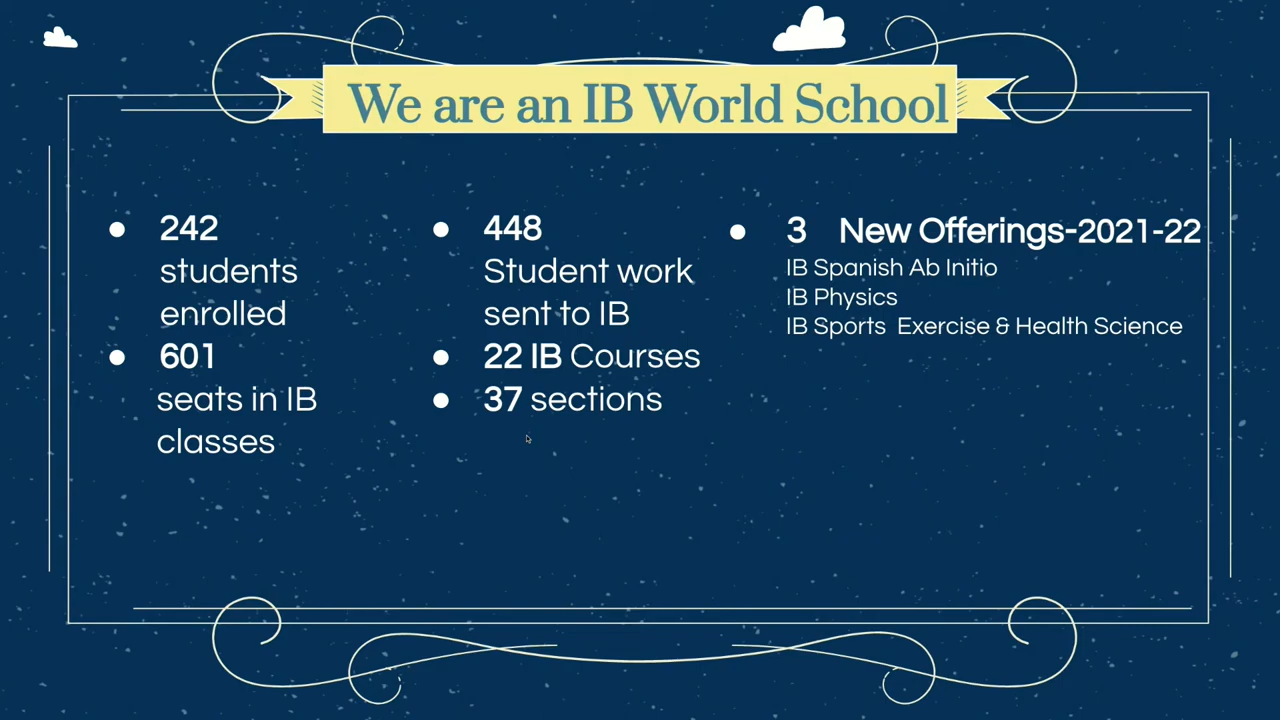 We are an IB World School
● 242
students
enrolled
● 601
seats in IB
classes
● 448
Student work
sent to IB
● 22 IB Courses
● 37 sections
● 3 New Offerings-2021-22
IB Spanish Ab Initio
IB Physics
IB Sports Exercise & Health Science